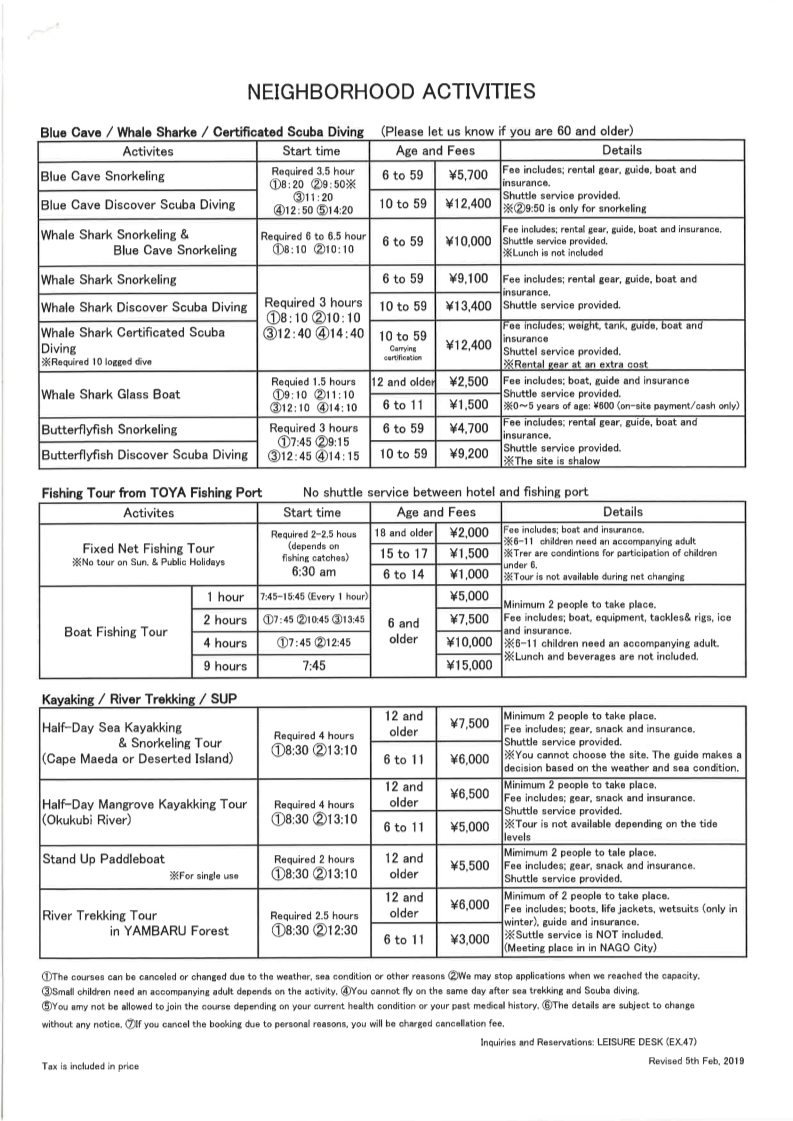 NEIGHBORHOOD ACTIVITIES
Blue Cave / Whale Sharke / Certificated Scuba Diving (Please let us know if you are 60 and older)
Activites Start time Age and Fees Details
Blue Cave Snorkeling
Blue Cave Discover Scuba Diving
Required 3.5 hour
①8:20 ②9:50※
③11:20
④12:50 ⑤14:20
6 to 59 ¥5,700
10 to 59 ¥12,400
Fee includes; rental gear, guide, boat and
insurance.
Shuttle service provided.
※②9:50 is only for snorkeling
Whale Shark Snorkeling &
Blue Cave Snorkeling
Required 6 to 6.5 hour
①8:10 ②10:10
6 to 59 ¥10,000
Fee includes; rental gear, guide, boat and insurance.
Shuttle service provided.
※Lunch is not included
Whale Shark Snorkeling
Whale Shark Discover Scuba Diving
Whale Shark Certificated Scuba
Diving
※Required 10 logged dive
Required 3 hours
①8:10 ②10:10
③12:40 ④14:40
6 to 59 ¥9,100
10 to 59 ¥13,400
10 to 59
Carrying
certification
¥12,400
Fee includes; rental gear, guide, boat and
insurance.
Shuttle service provided.
Fee includes; weight, tank, guide, boat and
insurance
Shuttel service provided.
※Rental gear at an extra cost
Whale Shark Glass Boat
Requied 1.5 hours
①9:10 ②11:10
③12:10 ④14:10
12 and older ¥2,500
6 to 11 ¥1,500
Fee includes; boat, guide and insurance
Shuttle service provided.
※0～5 years of age: ¥600 (on-site payment/cash only)
Butterflyfish Snorkeling
Butterflyfish Discover Scuba Diving
Required 3 hours
①7:45 ②9:15
③12:45 ④14:15
6 to 59 ¥4,700
10 to 59 ¥9,200
Fee includes; rental gear, guide, boat and
insurance.
Shuttle service provided.
※The site is shalow
Fishing Tour from TOYA Fishing Port No shuttle service between hotel and fishing port
Activites Start time Age and Fees Details
Fixed Net Fishing Tour
※No tour on Sun. & Public Holidays
Required 2-2.5 hous
(depends on
fishing catches)
6:30 am
18 and older ¥2,000
15 to 17 ¥1,500
6 to 14 ¥1,000
Fee includes; boat and insurance.
※6-11 children need an accompanying adult
※Trer are condintions for participation of children
under 6.
※Tour is not available during net changing
Boat Fishing Tour
1 hour 7:45-15:45 (Every 1 hour)
2 hours ①7:45 ②10:45 ③13:45
4 hours ①7:45 ②12:45
9 hours 7:45
6 and
older
¥5,000
¥7,500
¥10,000
¥15,000
Minimum 2 people to take place.
Fee includes; boat, equipment, tackles& rigs, ice
and insurance.
※6-11 children need an accompanying adult.
※Lunch and beverages are not included.
Kayaking / River Trekking / SUP
Half-Day Sea Kayakking
& Snorkeling Tour
(Cape Maeda or Deserted Island)
Required 4 hours
①8:30 ②13:10
12 and
older
¥7,500
6 to 11 ¥6,000
Minimum 2 people to take place.
Fee includes; gear, snack and insurance.
Shuttle service provided.
※You cannot choose the site. The guide makes a
decision based on the weather and sea condition.
Half-Day Mangrove Kayakking Tour
(Okukubi River)
Required 4 hours
①8:30 ②13:10
12 and
older
¥6,500
6 to 11 ¥5,000
Minimum 2 people to take place.
Fee includes; gear, snack and insurance.
Shuttle service provided.
※Tour is not available depending on the tide
levels
Stand Up Paddleboat
※For single use
Required 2 hours
①8:30 ②13:10
12 and
older
¥5,500
Mimimum 2 people to tale place.
Fee includes; gear, snack and insurance.
Shuttle service provided.
River Trekking Tour
in YAMBARU Forest
Required 2.5 hours
①8:30 ②12:30
12 and
older
¥6,000
6 to 11 ¥3,000
Minimum of 2 people to take place.
Fee includes; boots, life jackets, wetsuits (only in
winter), guide and insurance.
※Suttle service is NOT included.
(Meeting place in in NAGO City)
①The courses can be canceled or changed due to the weather, sea condition or other reasons ②We may stop applications when we reached the capacity.
③Small children need an accompanying adult depends on the activity. ④You cannot fly on the same day after sea trekking and Scuba diving.
⑤You amy not be allowed to join the course depending on your current health condition or your past medical history. ⑥The details are subject to change
without any notice. ⑦If you cancel the booking due to personal reasons, you will be charged cancellation fee.
Inquiries and Reservations: LEISURE DESK (EX.47)
Tax is included in price
Revised 5th Feb, 2019